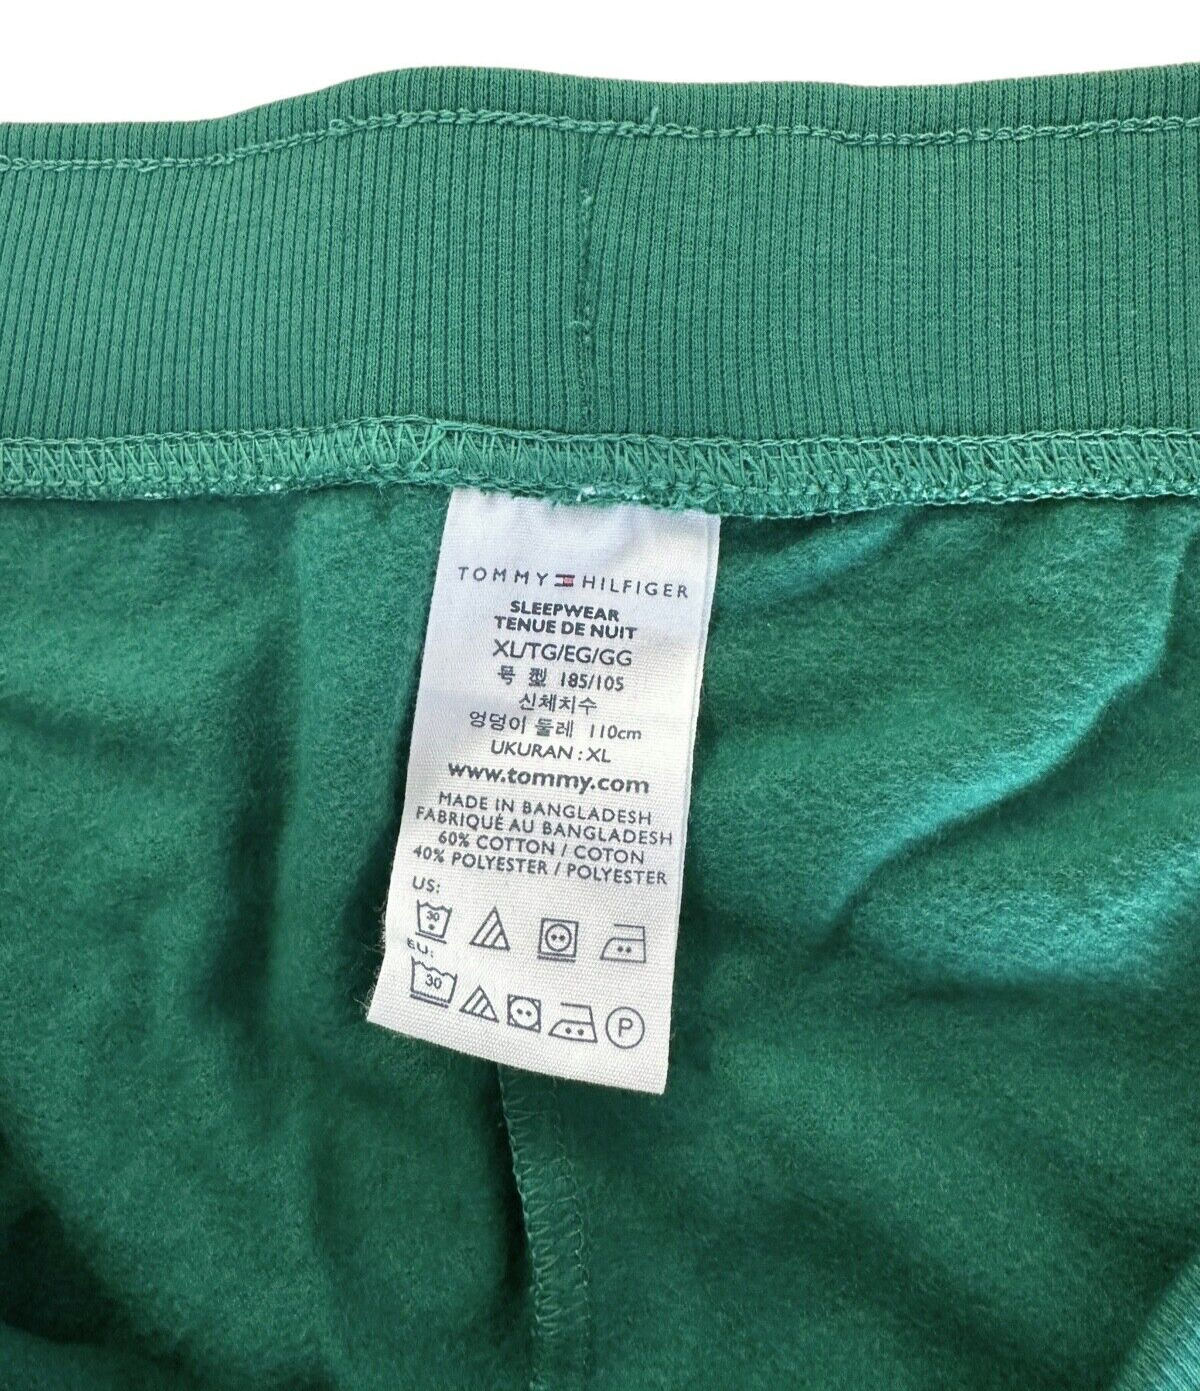 TOMMY HILFIGER
SLEEPWEAR
TENUE DE NUIT
XL/TG/EG/GG
号 型 185/105
신체치수
엉덩이 둘레 110cm
UKURAN : XL
www.tommy.com
MADE IN BANGLADESH
FABRIQUÉ AU BANGLADESH
60% COTTON / COTON
40% POLYESTER / POLYESTER
US:
30
EU:
30
P